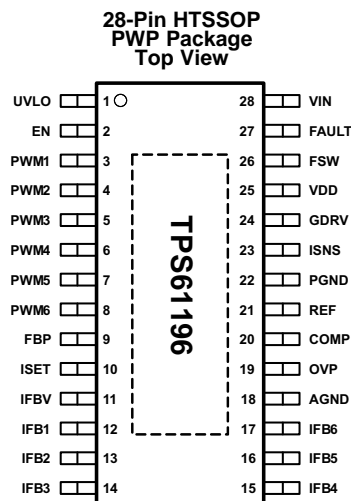 28-Pin HTSSOP
PWP Package
Top View
UVLO 1 28 VIN
EN 2 27 FAULT
PWM1 3 26 FSW
PWM2 4 25 VDD
PWM3 5 24 GDRV
PWM4 6 23 ISNS
PWM5 7 22 PGND
PWM6 8 21 REF
FBP 9 20 COMP
ISET 10 19 OVP
IFBV 11 18 AGND
IFB1 12 17 IFB6
IFB2 13 16 IFB5
IFB3 14 15 IFB4
TPS61196